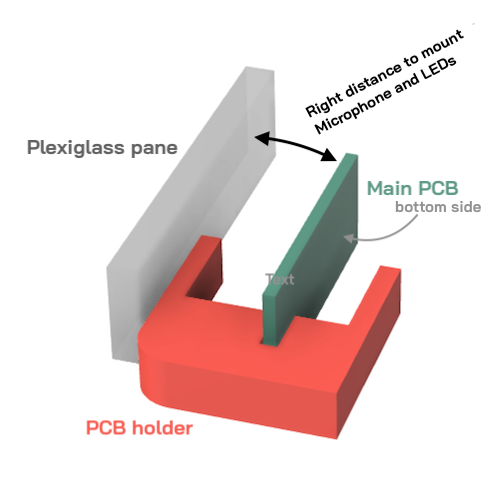 Right distance to mount
Microphone and LEDs
Plexiglass pane
Main PCB
bottom side
Text
PCB holder